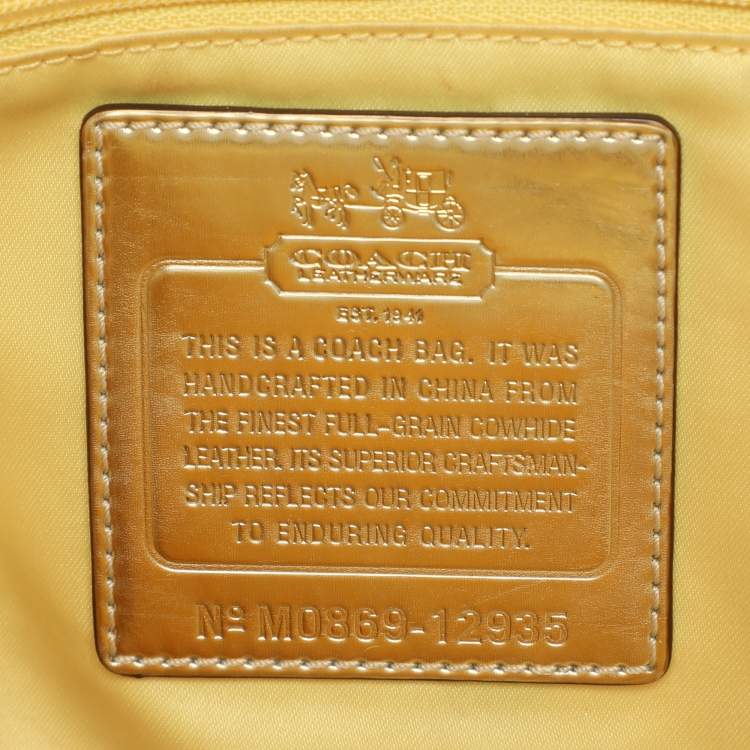 COACH
LEATHERWARE
EST. 1941
THIS IS A COACH BAG. IT WAS
HANDCRAFTED IN CHINA FROM
THE FINEST FULL-GRAIN COWHIDE
LEATHER. ITS SUPERIOR CRAFTSMAN-
SHIP REFLECTS OUR COMMITMENT
TO ENDURING QUALITY.
Nº M0869-12935